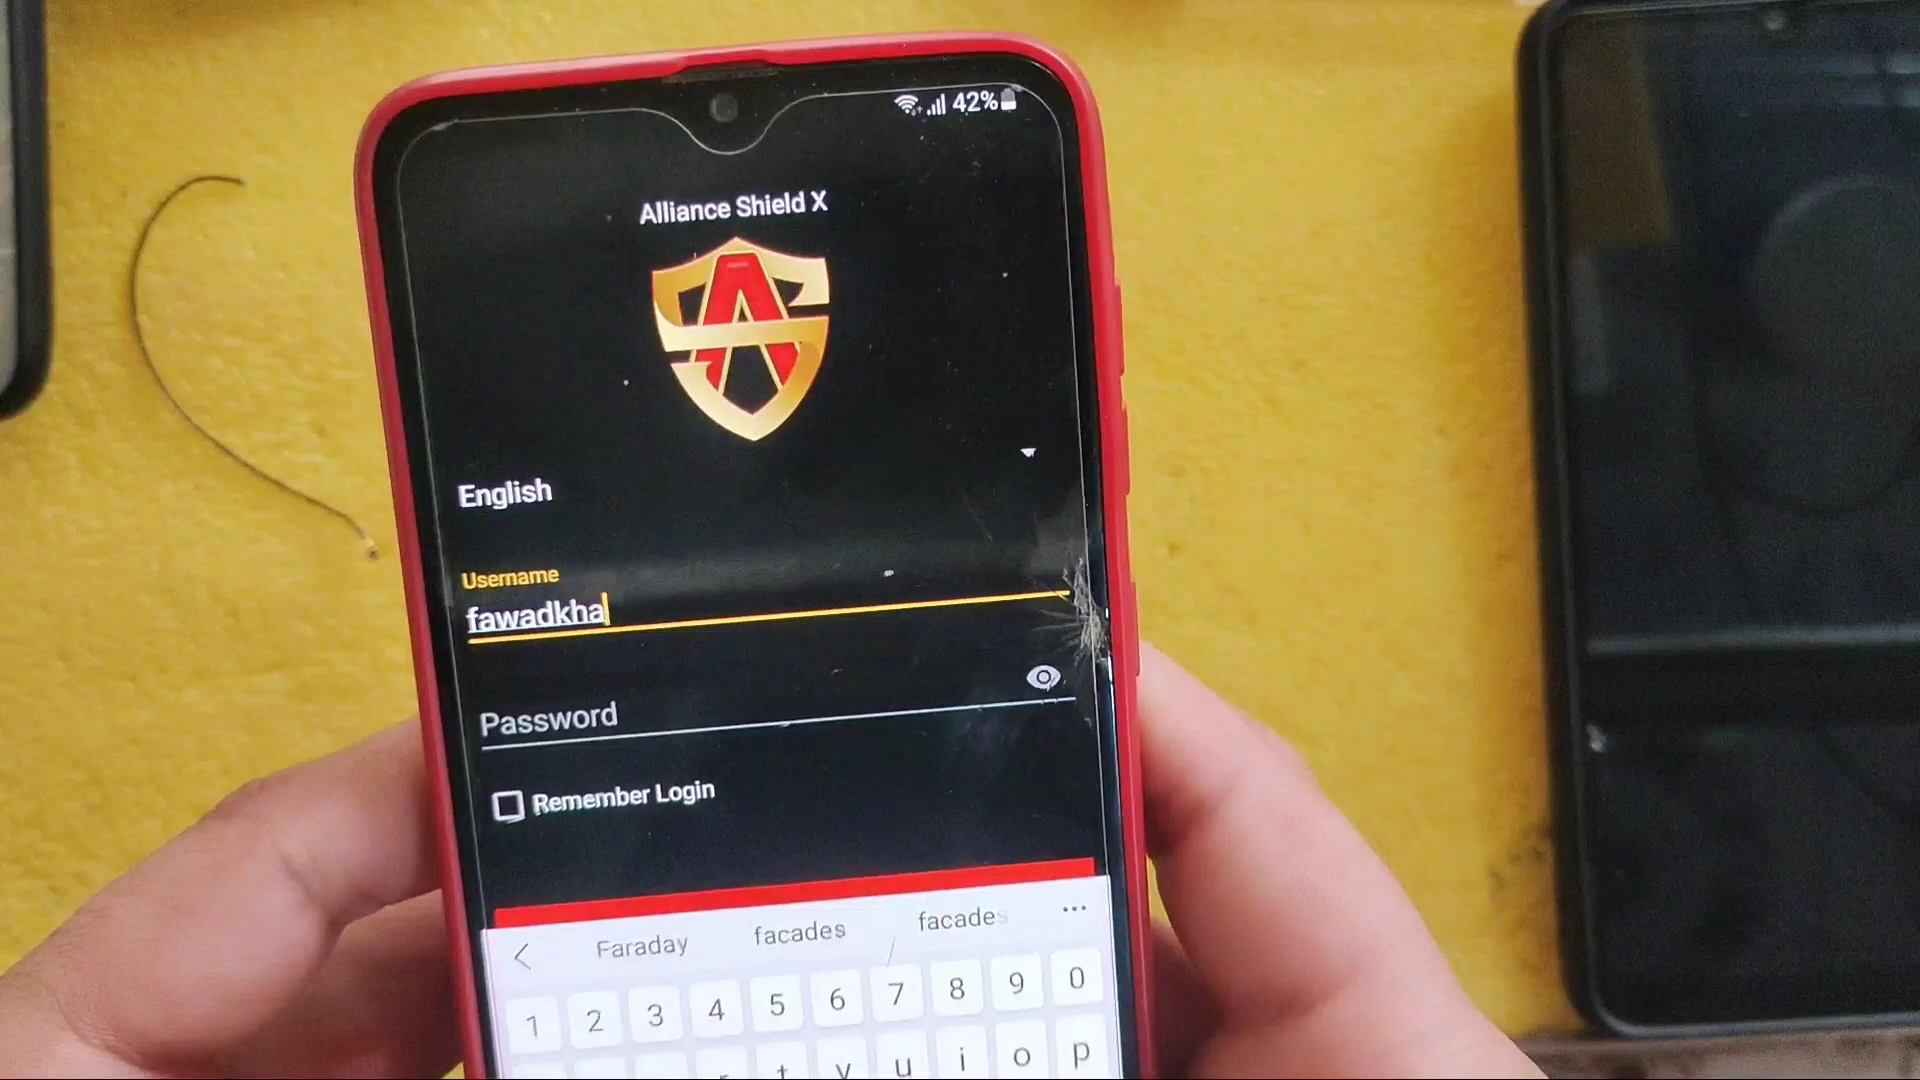 42%
Alliance Shield X
English
Username
fawadkha
Password
Remember Login
Faraday facades facades ...
1 2 3 4 5 6 7 8 9 0
u i o p